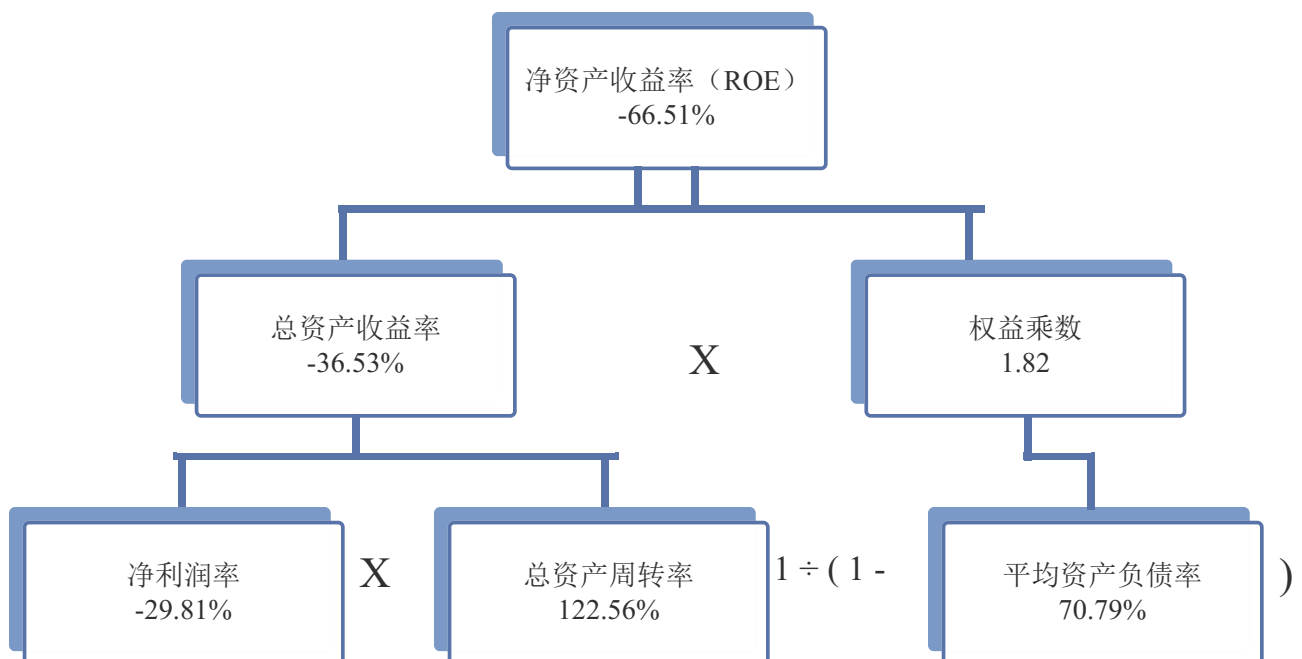 净资产收益率（ROE）
-66.51%
总资产收益率
-36.53%
X
权益乘数
1.82
净利润率
-29.81%
X
总资产周转率
122.56%
1 ÷ ( 1 -
平均资产负债率
70.79%
)